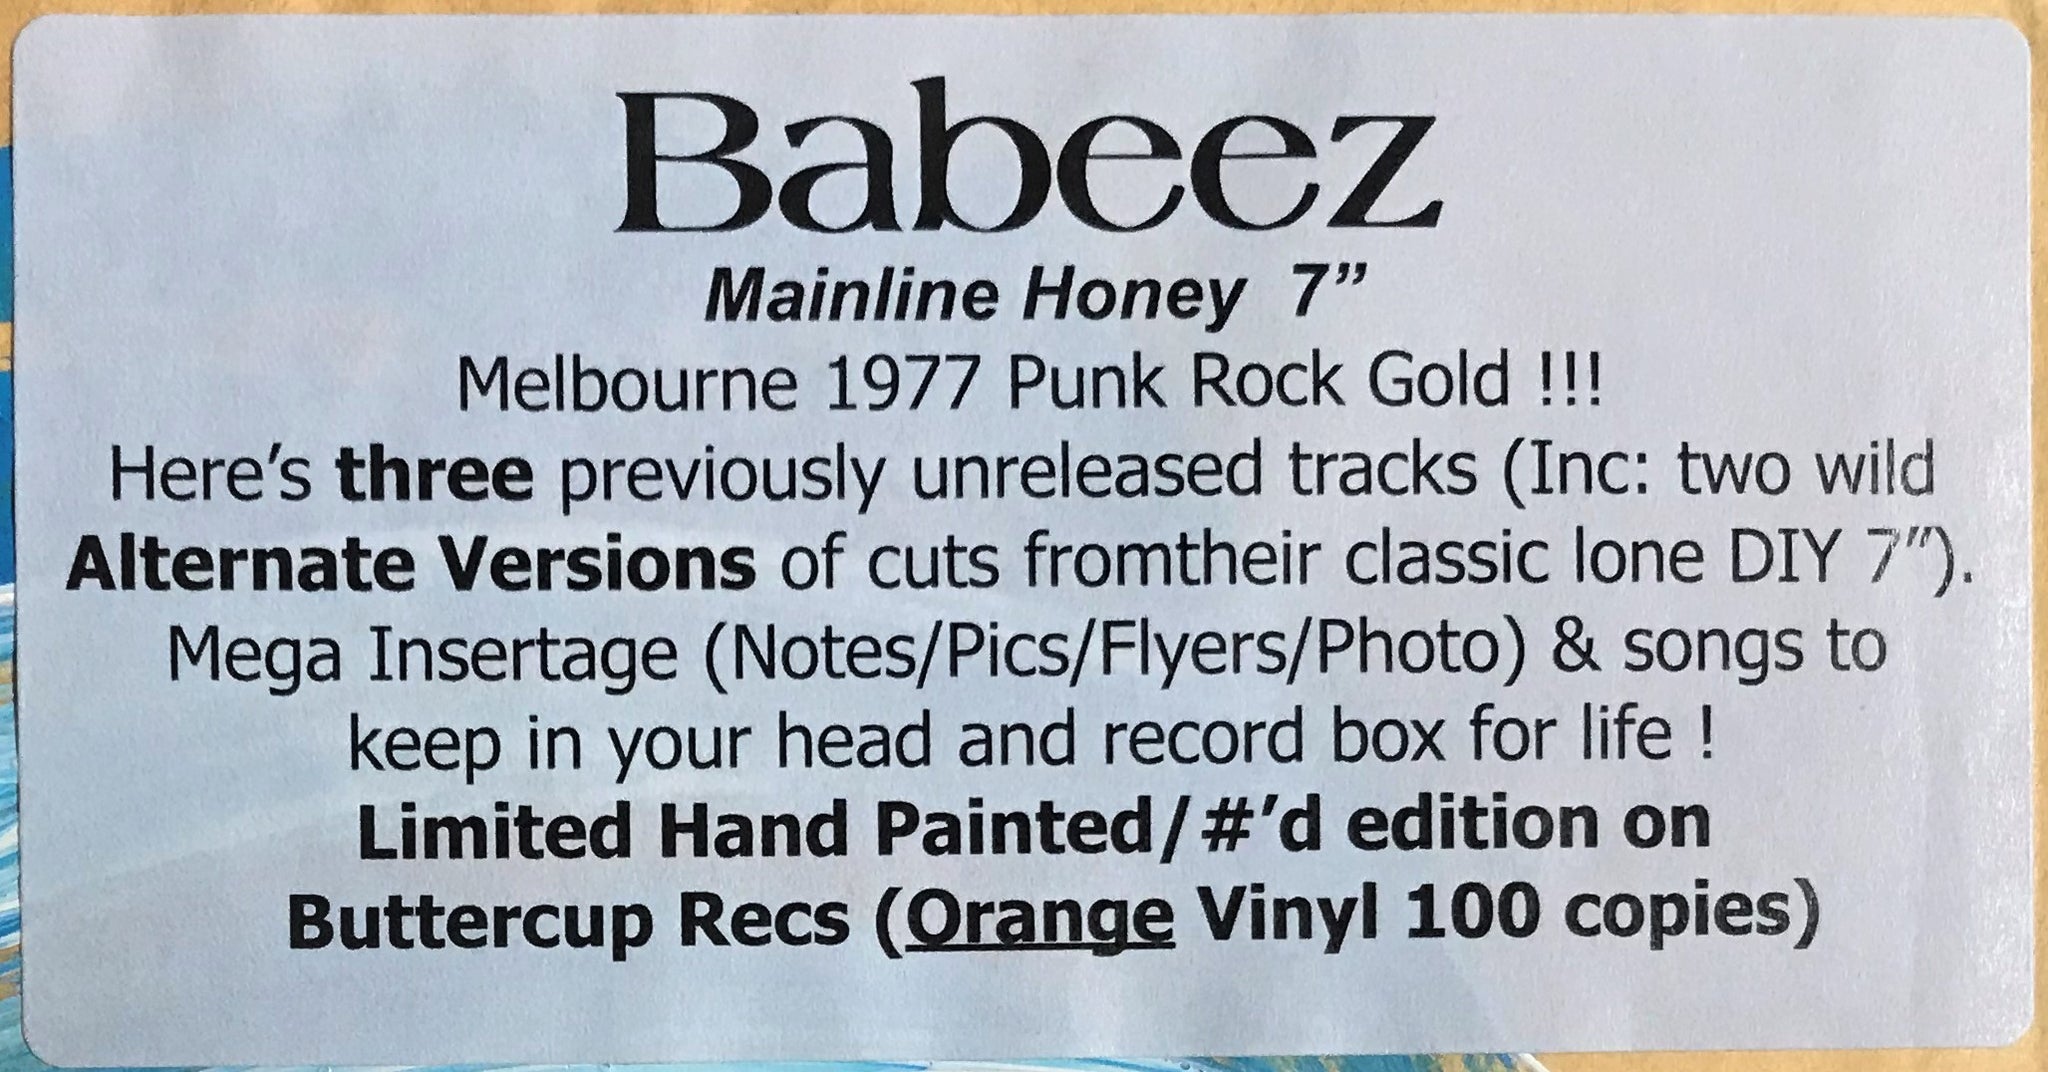 Babeez
Mainline Honey 7”
Melbourne 1977 Punk Rock Gold !!!
Here’s three previously unreleased tracks (Inc: two wild
Alternate Versions of cuts fromtheir classic lone DIY 7”).
Mega Insertage (Notes/Pics/Flyers/Photo) & songs to
keep in your head and record box for life !
Limited Hand Painted/#’d edition on
Buttercup Recs (Orange Vinyl 100 copies)